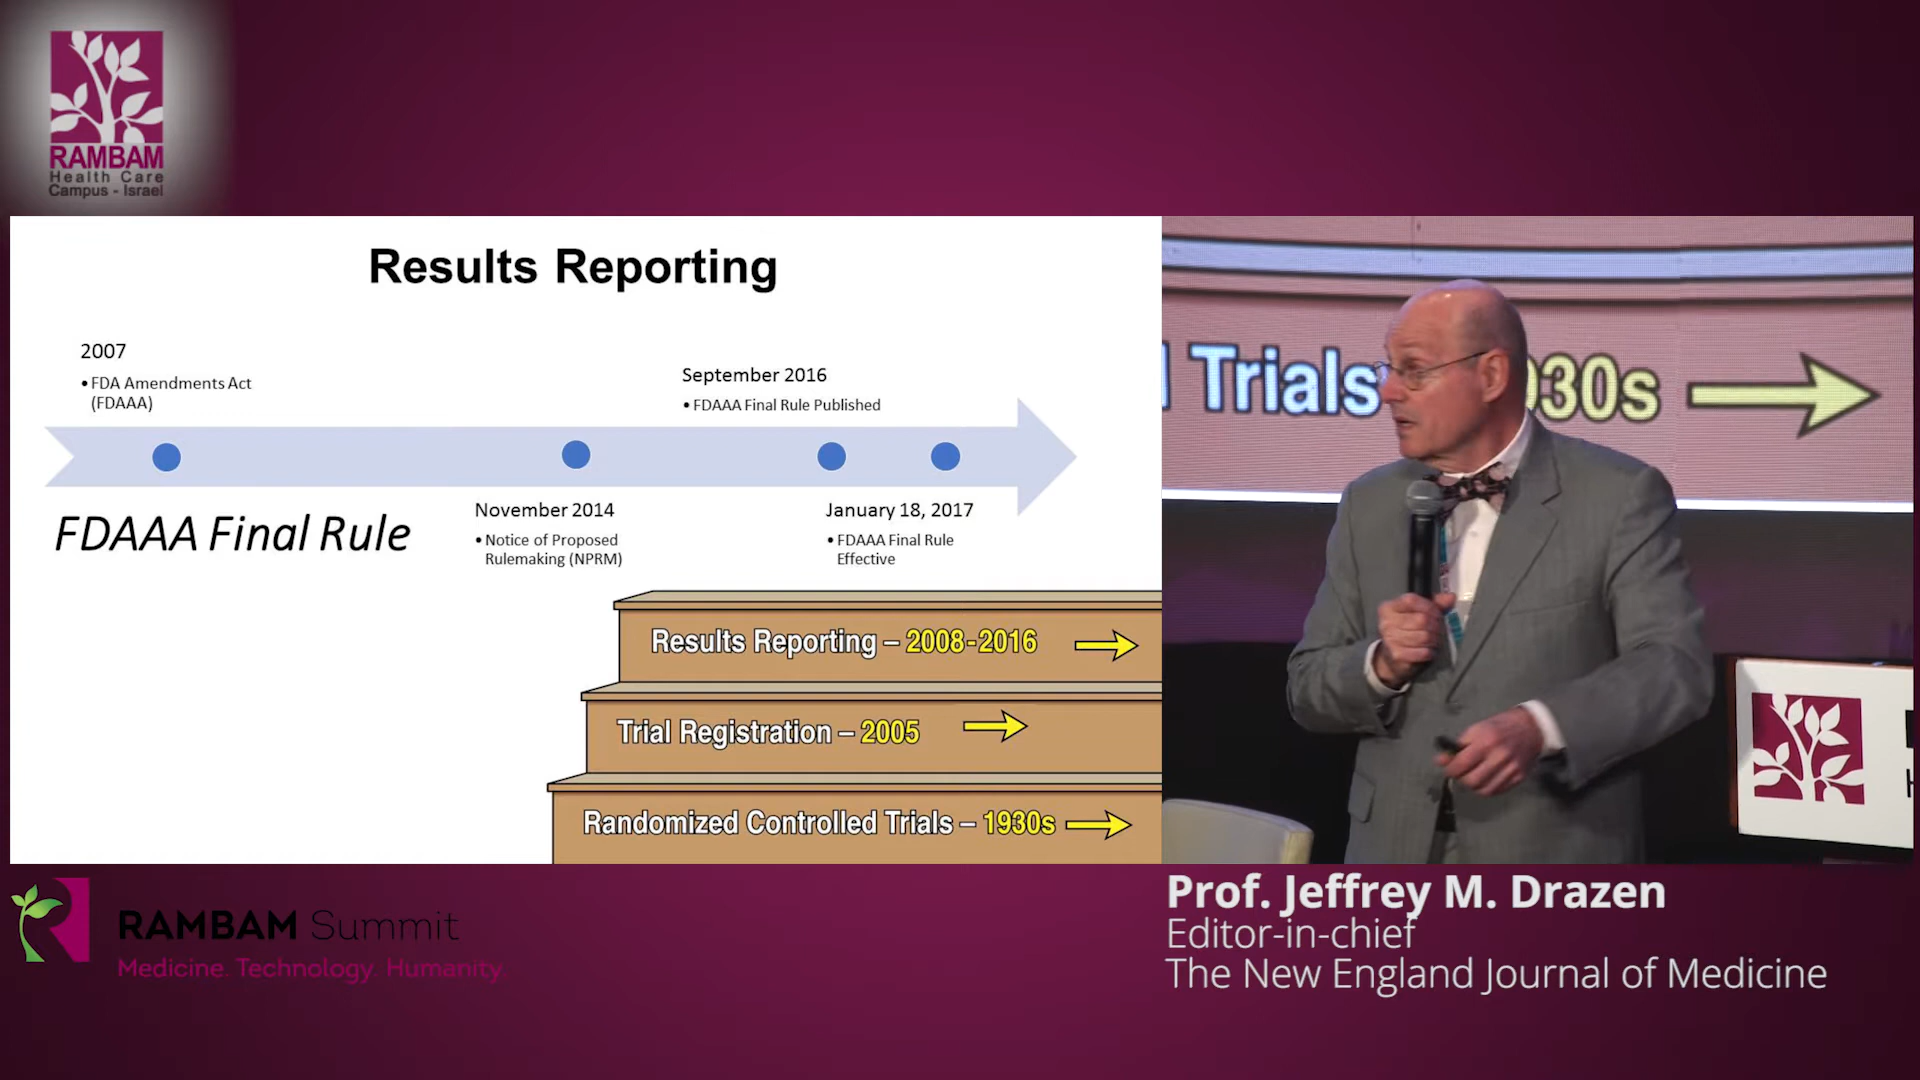 RAMBAM
Health Care
Campus - Israel
Results Reporting
2007
• FDA Amendments Act
(FDAAA)
September 2016
• FDAAA Final Rule Published
FDAAA Final Rule
November 2014
• Notice of Proposed
Rulemaking (NPRM)
January 18, 2017
• FDAAA Final Rule
Effective
Results Reporting – 2008-2016
Trial Registration – 2005
Randomized Controlled Trials – 1930s
Trials
930s
RAMBAM Summit
Medicine. Technology. Humanity.
Prof. Jeffrey M. Drazen
Editor-in-chief
The New England Journal of Medicine